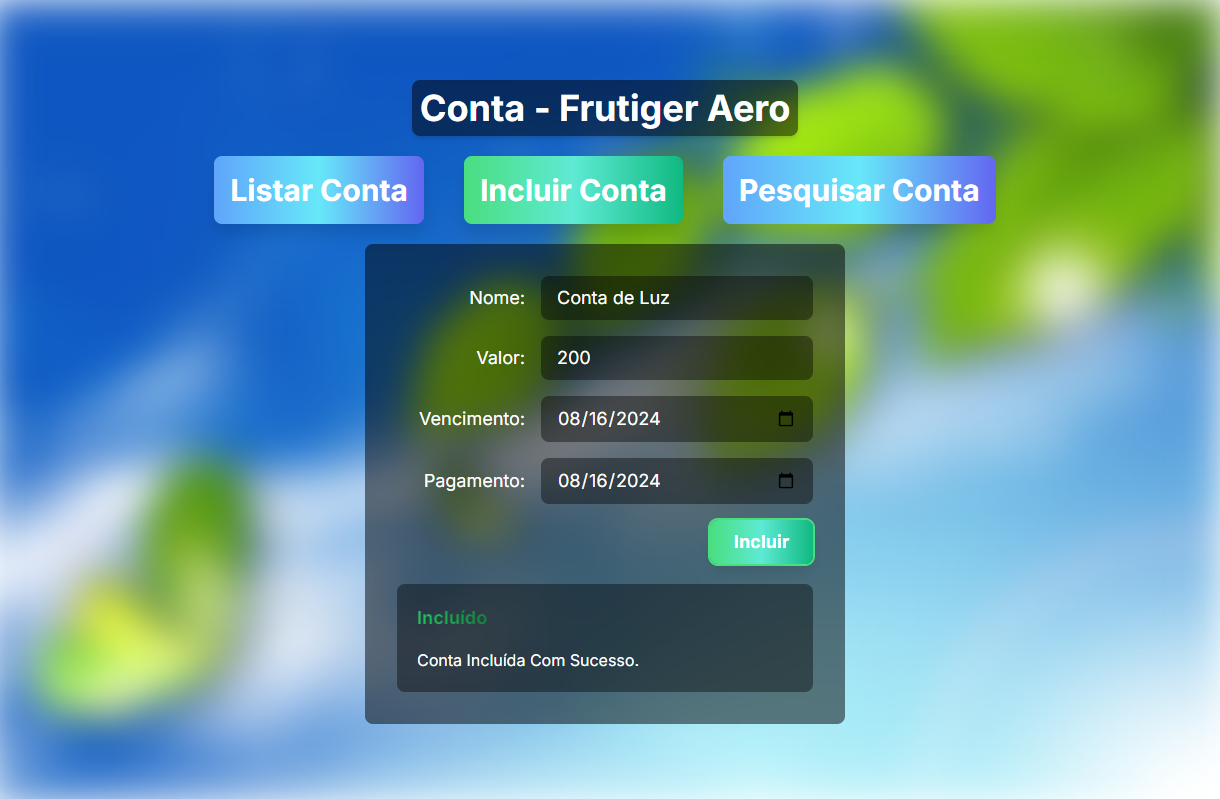 Conta - Frutiger Aero
Listar Conta Incluir Conta Pesquisar Conta
Nome: Conta de Luz
Valor: 200
Vencimento: 08/16/2024
Pagamento: 08/16/2024
Incluir
Incluído
Conta Incluída Com Sucesso.